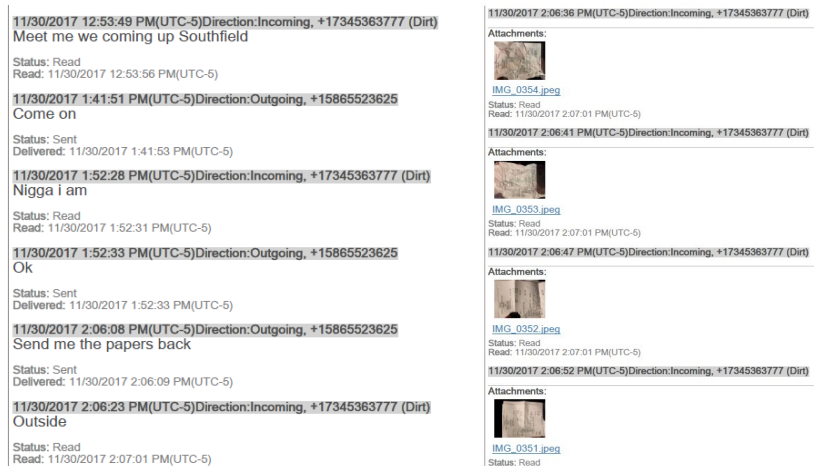 11/30/2017 12:53:49 PM(UTC-5)Direction:Incoming, +17345363777 (Dirt)
Meet me we coming up Southfield
Status: Read
Read: 11/30/2017 12:53:56 PM(UTC-5)
11/30/2017 1:41:51 PM(UTC-5)Direction:Outgoing, +15865523625
Come on
Status: Sent
Delivered: 11/30/2017 1:41:53 PM(UTC-5)
11/30/2017 1:52:28 PM(UTC-5)Direction:Incoming, +17345363777 (Dirt)
Nigga i am
Status: Read
Read: 11/30/2017 1:52:31 PM(UTC-5)
11/30/2017 1:52:33 PM(UTC-5)Direction:Outgoing, +15865523625
Ok
Status: Sent
Delivered: 11/30/2017 1:52:33 PM(UTC-5)
11/30/2017 2:06:08 PM(UTC-5)Direction:Outgoing, +15865523625
Send me the papers back
Status: Sent
Delivered: 11/30/2017 2:06:09 PM(UTC-5)
11/30/2017 2:06:23 PM(UTC-5)Direction:Incoming, +17345363777 (Dirt)
Outside
Status: Read
Read: 11/30/2017 2:07:01 PM(UTC-5)
11/30/2017 2:06:36 PM(UTC-5)Direction:Incoming, +17345363777 (Dirt)
Attachments:
IMG_0354.jpeg
Status: Read
Read: 11/30/2017 2:07:01 PM(UTC-5)
11/30/2017 2:06:41 PM(UTC-5)Direction:Incoming, +17345363777 (Dirt)
Attachments:
IMG_0353.jpeg
Status: Read
Read: 11/30/2017 2:07:01 PM(UTC-5)
11/30/2017 2:06:47 PM(UTC-5)Direction:Incoming, +17345363777 (Dirt)
Attachments:
IMG_0352.jpeg
Status: Read
Read: 11/30/2017 2:07:01 PM(UTC-5)
11/30/2017 2:06:52 PM(UTC-5)Direction:Incoming, +17345363777 (Dirt)
Attachments:
IMG_0351.jpeg
Status: Read